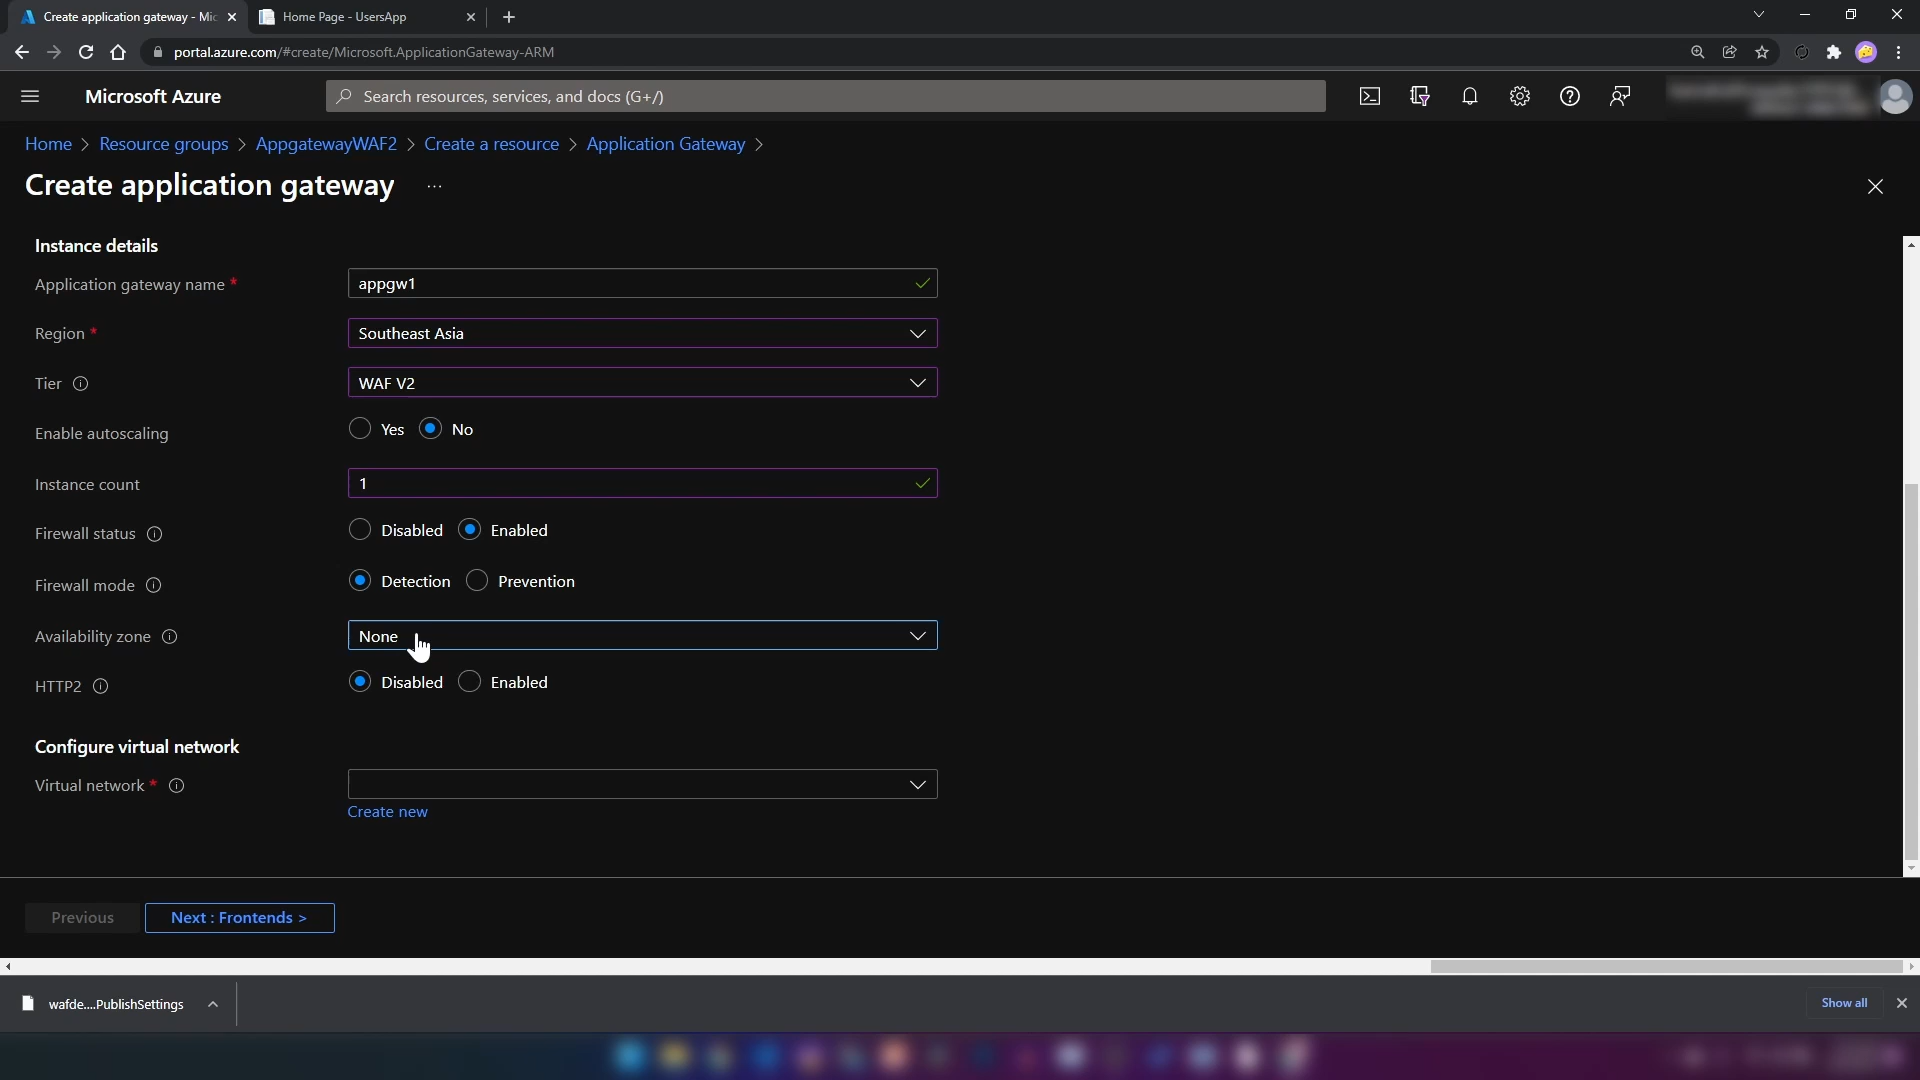 Create application gateway - Mic
Home Page - UsersApp
portal.azure.com/#create/Microsoft.ApplicationGateway-ARM
Microsoft Azure
Search resources, services, and docs (G+/)
Home > Resource groups > AppgatewayWAF2 > Create a resource > Application Gateway >
Create application gateway ...
Instance details
Application gateway name * appgw1
Region * Southeast Asia
Tier WAF V2
Enable autoscaling Yes No
Instance count 1
Firewall status Disabled Enabled
Firewall mode Detection Prevention
Availability zone None
HTTP2 Disabled Enabled
Configure virtual network
Virtual network *
Create new
Previous Next : Frontends >
wafde....PublishSettings
Show all